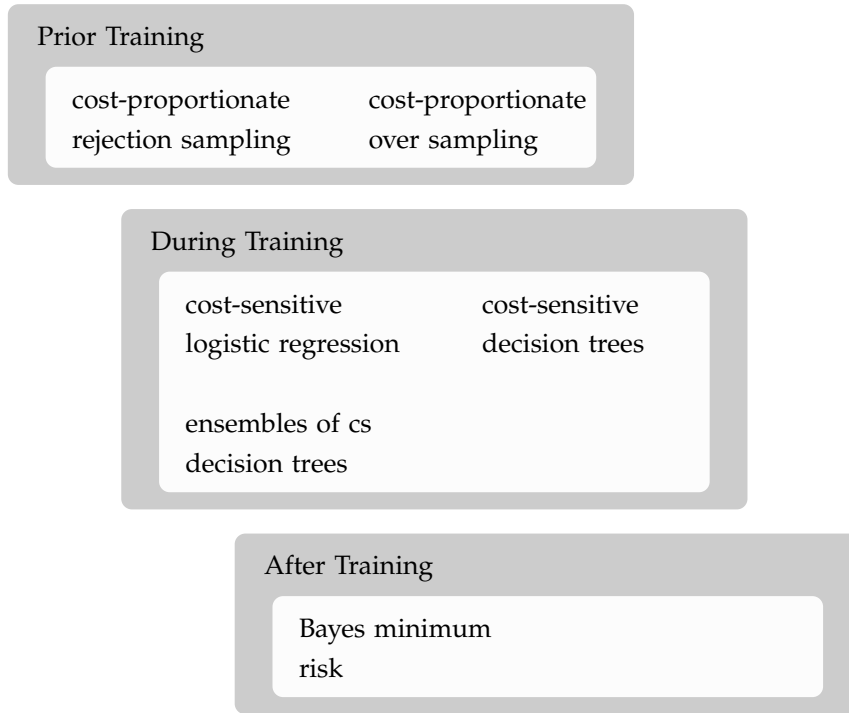 Prior Training
cost-proportionate
rejection sampling
cost-proportionate
over sampling
During Training
cost-sensitive
logistic regression
cost-sensitive
decision trees
ensembles of cs
decision trees
After Training
Bayes minimum
risk